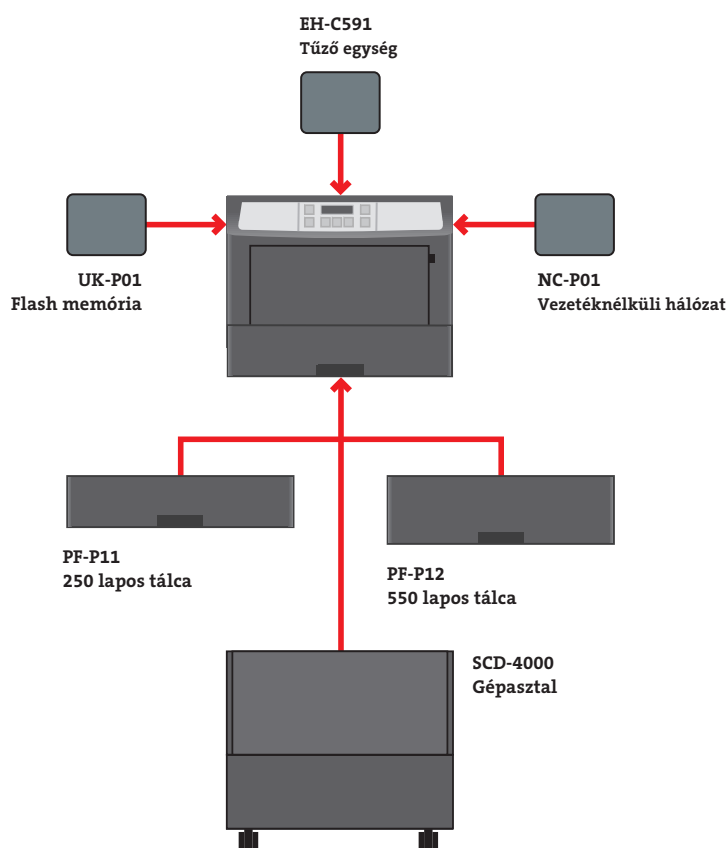 EH-C591
Tűző egység
UK-P01
Flash memória
NC-P01
Vezetéknélküli hálózat
PF-P11
250 lapos tálca
PF-P12
550 lapos tálca
SCD-4000
Gépasztal